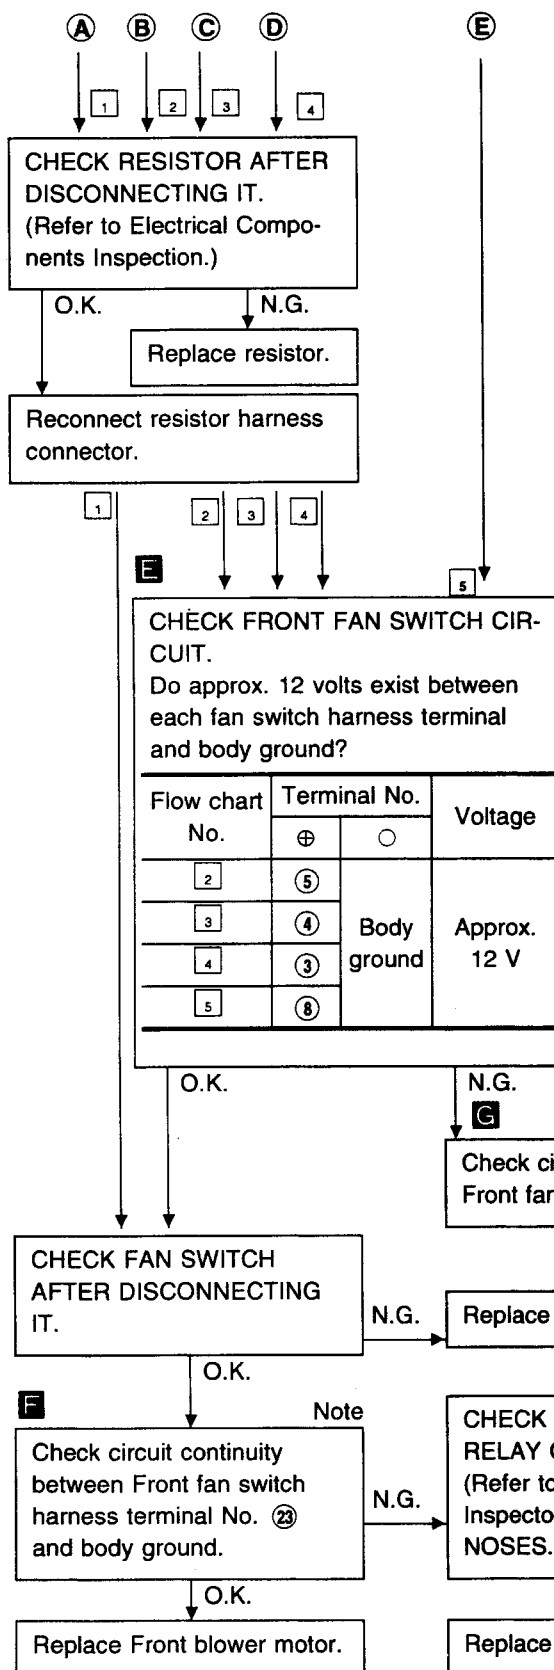 A B C D E
1 2 3 4
CHECK RESISTOR AFTER
DISCONNECTING IT.
(Refer to Electrical Compo-
nents Inspection.)
O.K. N.G.
Replace resistor.
Reconnect resistor harness
connector.
1 2 3 4
E
5
CHECK FRONT FAN SWITCH CIR-
CUIT.
Do approx. 12 volts exist between
each fan switch harness terminal
and body ground?
Flow chart No.
Terminal No.
Voltage
⊕ ○
2 5
3 4
4 3
5 8
Body
ground
Approx.
12 V
O.K. N.G.
G
Check ci
Front fan
CHECK FAN SWITCH
AFTER DISCONNECTING
IT.
N.G.
Replace
O.K.
F
Note
Check circuit continuity
between Front fan switch
harness terminal No. 23
and body ground.
N.G.
CHECK
RELAY
(Refer to
Inspecto
NOSES.
O.K.
Replace Front blower motor.
Replace